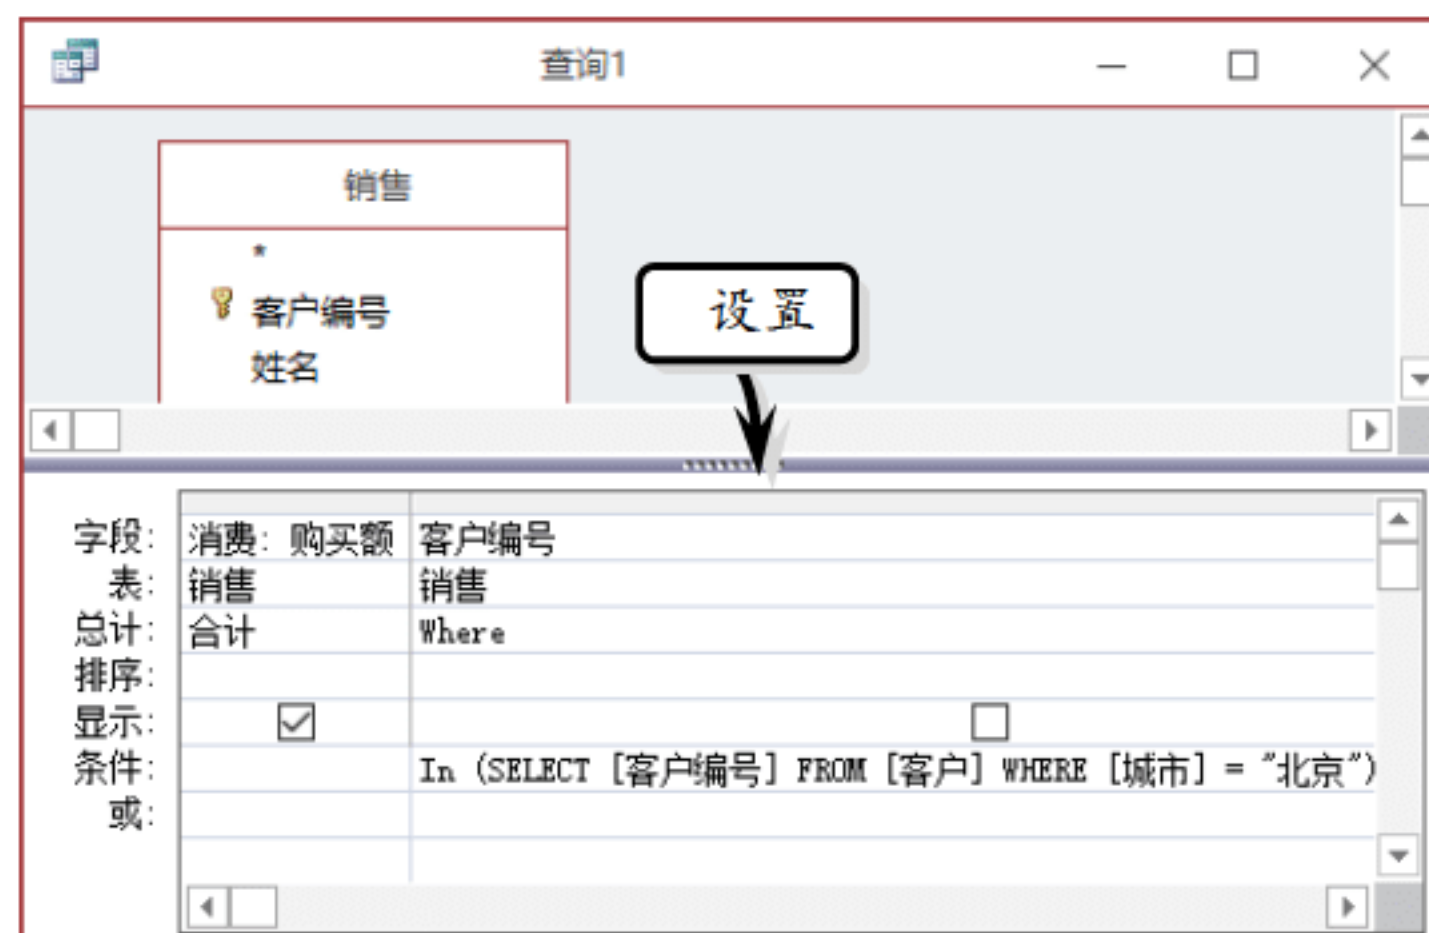 查询1
销售
*
客户编号
姓名
设置
字段: 消费: 购买额 客户编号
表: 销售 销售
总计: 合计 Where
排序:
显示:
条件: In (SELECT [客户编号] FROM [客户] WHERE [城市] = "北京")
或: